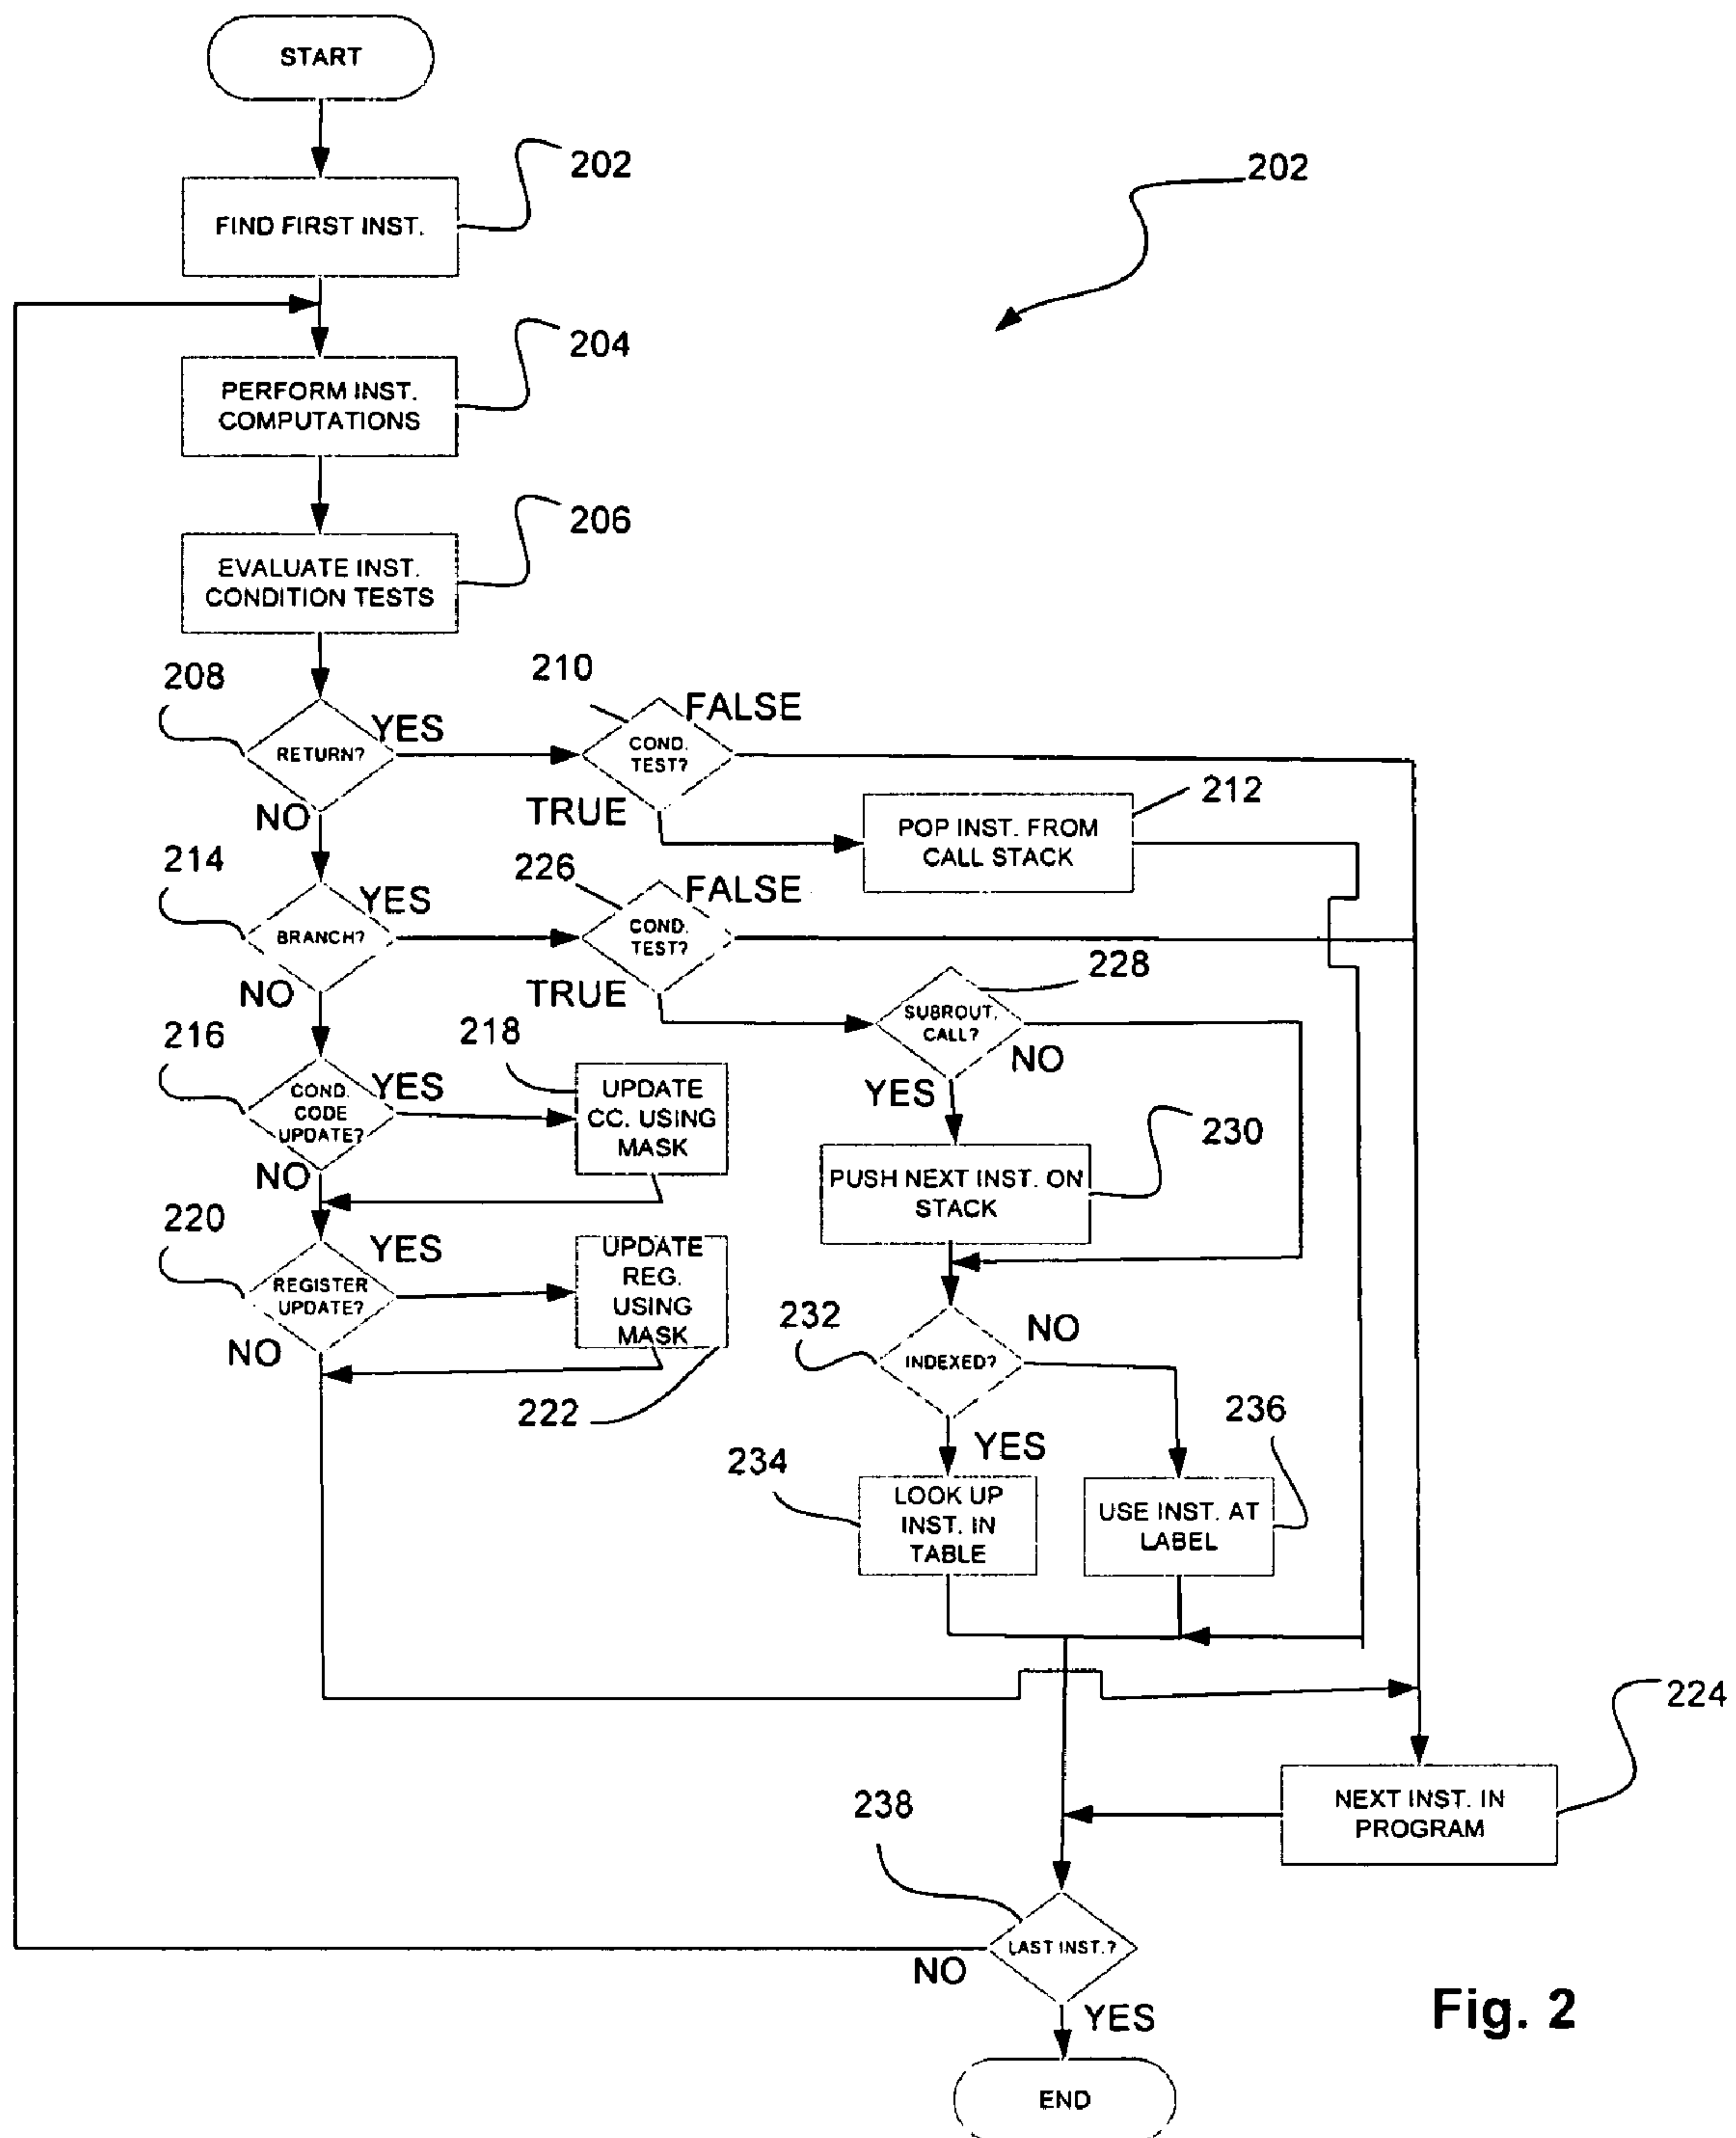 START
202
202
FIND FIRST INST.
204
PERFORM INST.
COMPUTATIONS
206
EVALUATE INST.
CONDITION TESTS
208
RETURN?
YES
NO
210
COND.
TEST?
FALSE
TRUE
212
POP INST. FROM
CALL STACK
214
BRANCH?
YES
NO
226
COND.
TEST?
FALSE
TRUE
228
SUBROUT.
CALL?
NO
YES
216
COND.
CODE
UPDATE?
YES
NO
218
UPDATE
CC. USING
MASK
230
PUSH NEXT INST. ON
STACK
220
REGISTER
UPDATE?
YES
NO
UPDATE
REG.
USING
MASK
222
232
INDEXED?
NO
YES
234
LOOK UP
INST. IN
TABLE
236
USE INST. AT
LABEL
224
NEXT INST. IN
PROGRAM
238
LAST INST.?
NO
YES
END
Fig. 2